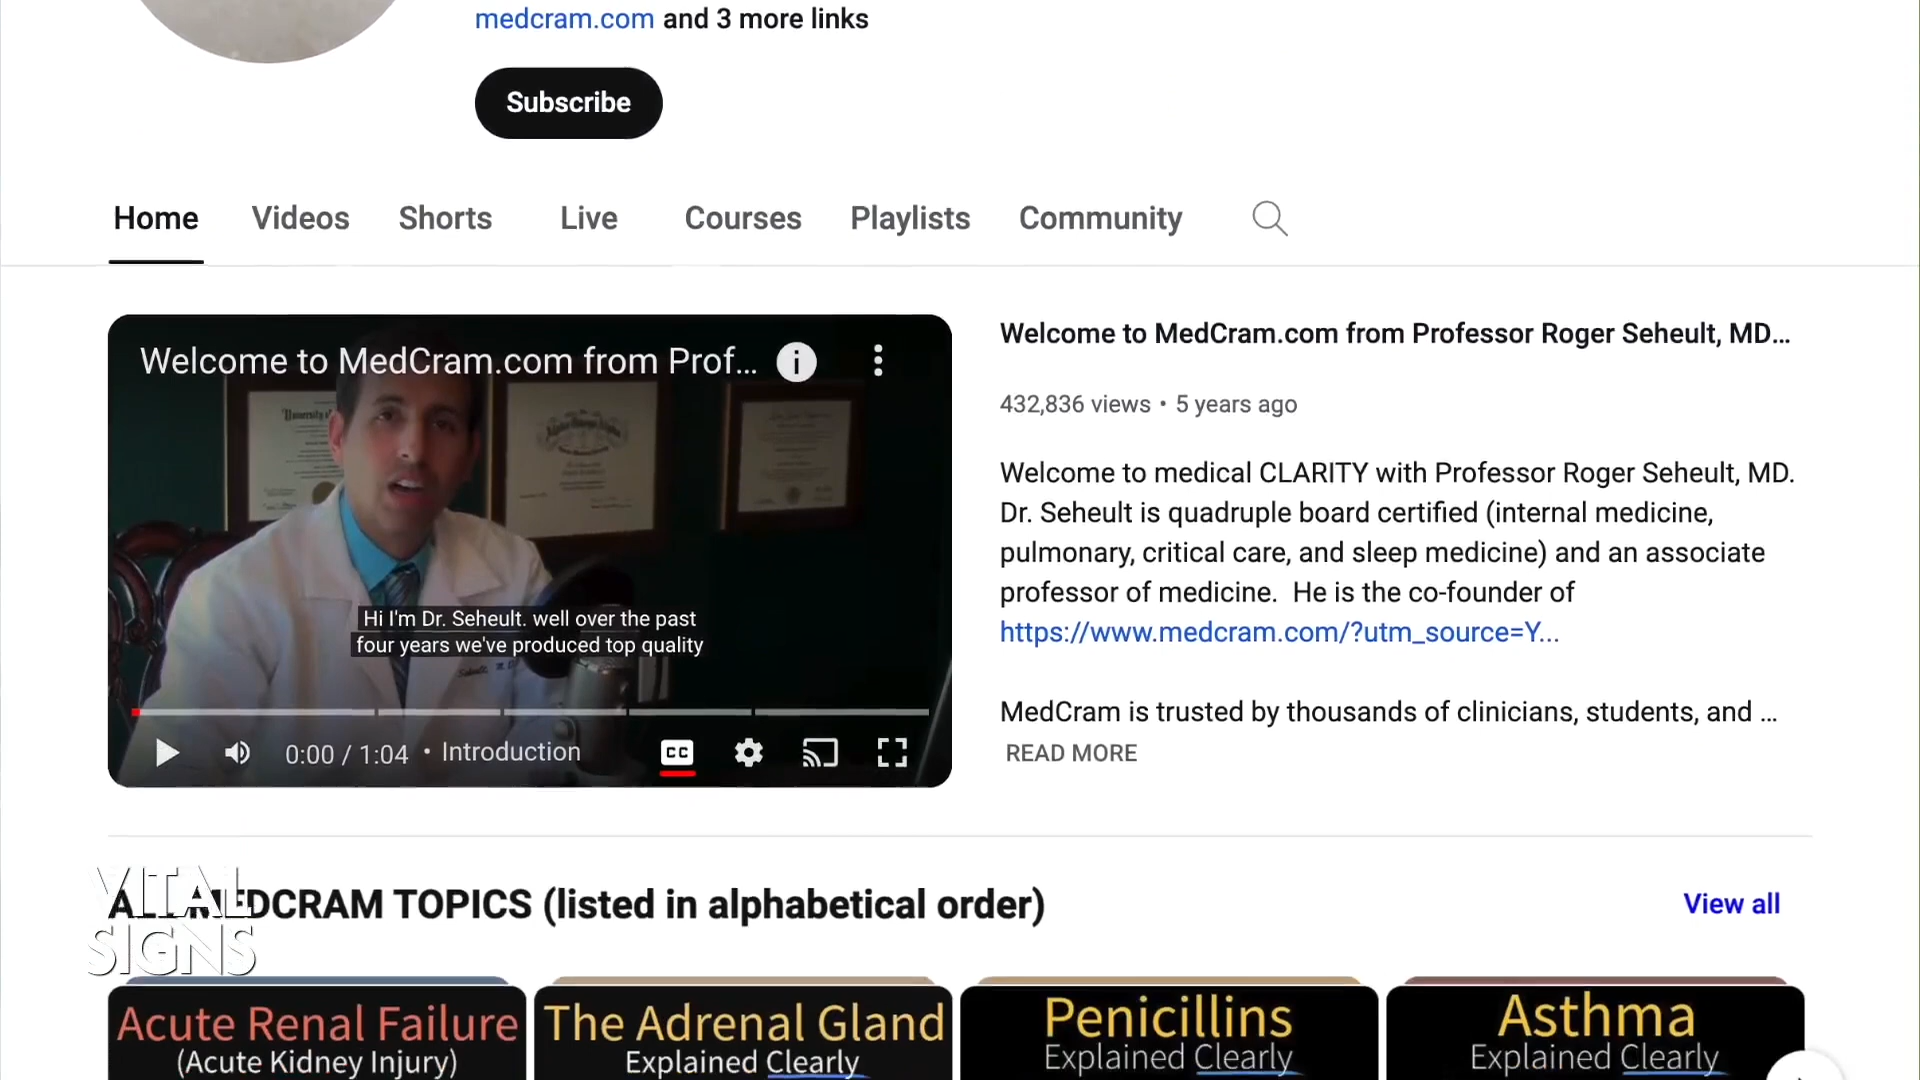 medcram.com and 3 more links
Subscribe
Home Videos Shorts Live Courses Playlists Community
Welcome to MedCram.com from Prof...
Hi I'm Dr. Seheult. well over the past
four years we've produced top quality
0:00 / 1:04 • Introduction
CC
Welcome to MedCram.com from Professor Roger Seheult, MD...
432,836 views • 5 years ago
Welcome to medical CLARITY with Professor Roger Seheult, MD.
Dr. Seheult is quadruple board certified (internal medicine,
pulmonary, critical care, and sleep medicine) and an associate
professor of medicine. He is the co-founder of
https://www.medcram.com/?utm_source=Y...
MedCram is trusted by thousands of clinicians, students, and ...
READ MORE
ALL MEDCRAM TOPICS (listed in alphabetical order)
View all
VITAL
SIGNS
Acute Renal Failure
(Acute Kidney Injury)
The Adrenal Gland
Explained Clearly
Penicillins
Explained Clearly
Asthma
Explained Clearly